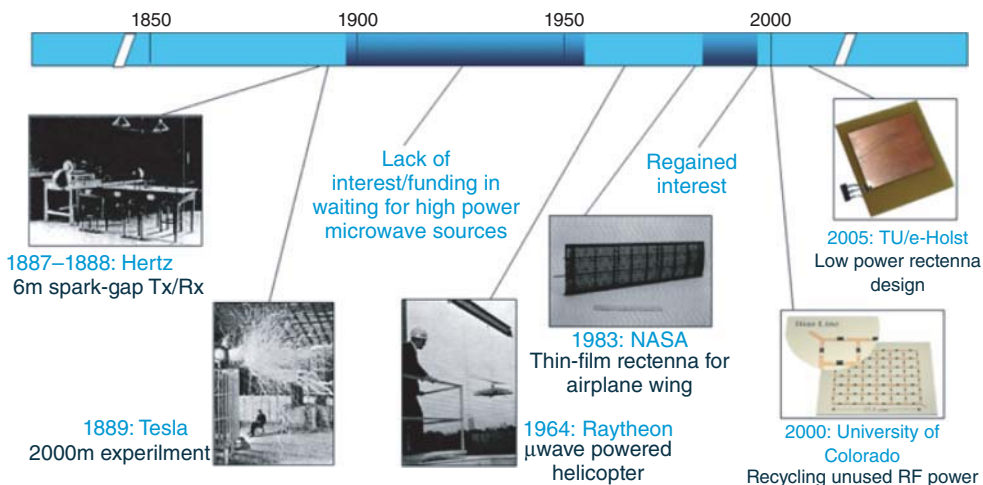 1850
1900
1950
2000
Lack of
interest/funding in
waiting for high power
microwave sources
Regained
interest
1887–1888: Hertz
6m spark-gap Tx/Rx
1889: Tesla
2000m experilment
1964: Raytheon
μwave powered
helicopter
1983: NASA
Thin-film rectenna for
airplane wing
2005: TU/e-Holst
Low power rectenna
design
2000: University of
Colorado
Recycling unused RF power